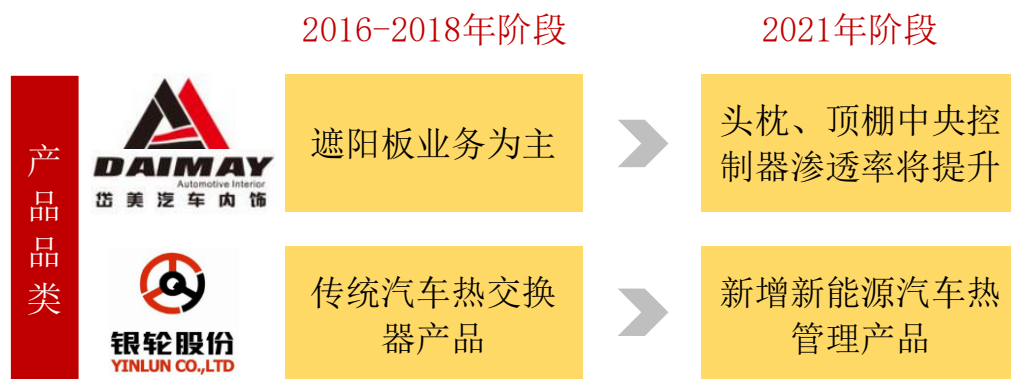 2016-2018年阶段
2021年阶段
产品品类
DAIMAY
Automotive Interior
岱美汽车内饰
遮阳板业务为主
头枕、顶棚中央控
制器渗透率将提升
银轮股份
YINLUN CO.,LTD
传统汽车热交换
器产品
新增新能源汽车热
管理产品